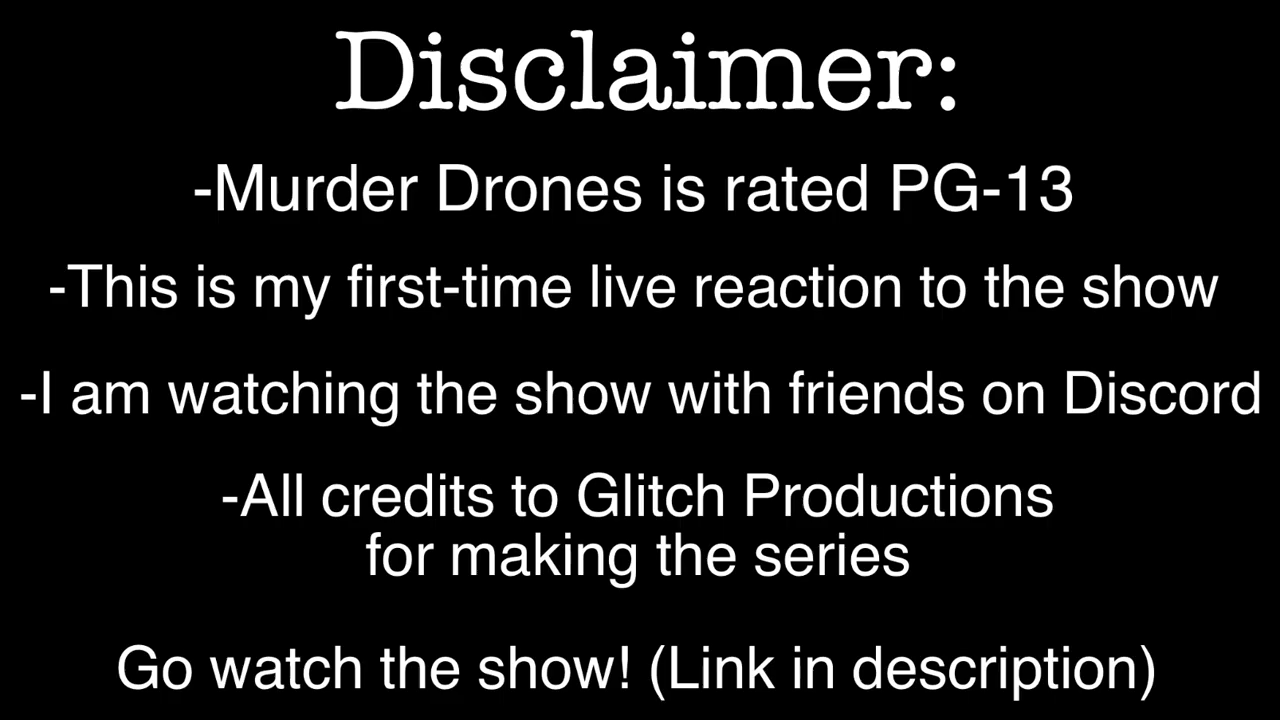 Disclaimer:
-Murder Drones is rated PG-13
-This is my first-time live reaction to the show
-I am watching the show with friends on Discord
-All credits to Glitch Productions
for making the series
Go watch the show! (Link in description)